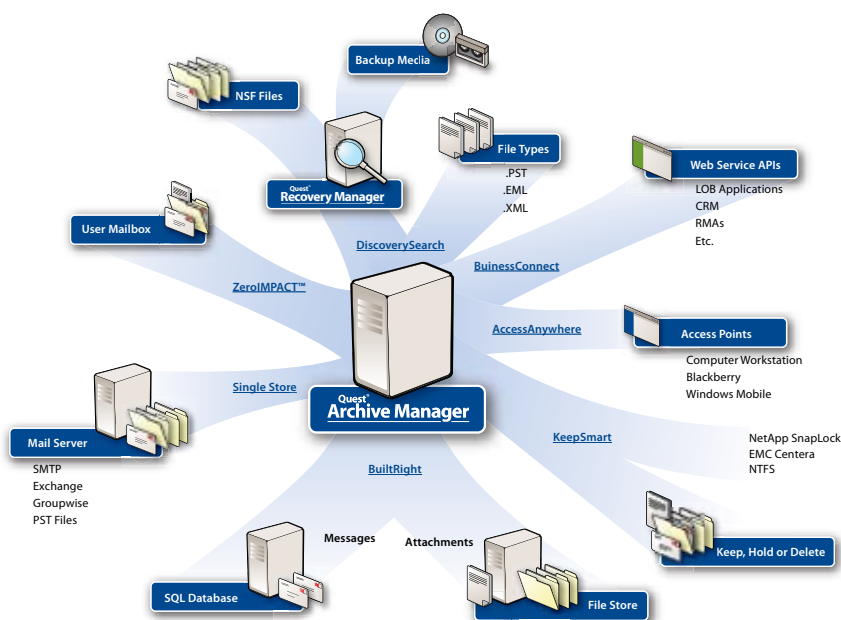 Backup Media
NSF Files
File Types
.PST
.EML
.XML
Web Service APIs
LOB Applications
CRM
RMAs
Etc.
Quest®
Recovery Manager
User Mailbox
DiscoverySearch
BuinessConnect
ZeroIMPACT™
AccessAnywhere
Access Points
Computer Workstation
Blackberry
Windows Mobile
Single Store
Quest®
Archive Manager
Mail Server
SMTP
Exchange
Groupwise
PST Files
KeepSmart
NetApp SnapLock
EMC Centera
NTFS
BuiltRight
Messages
Attachments
Keep, Hold or Delete
SQL Database
File Store